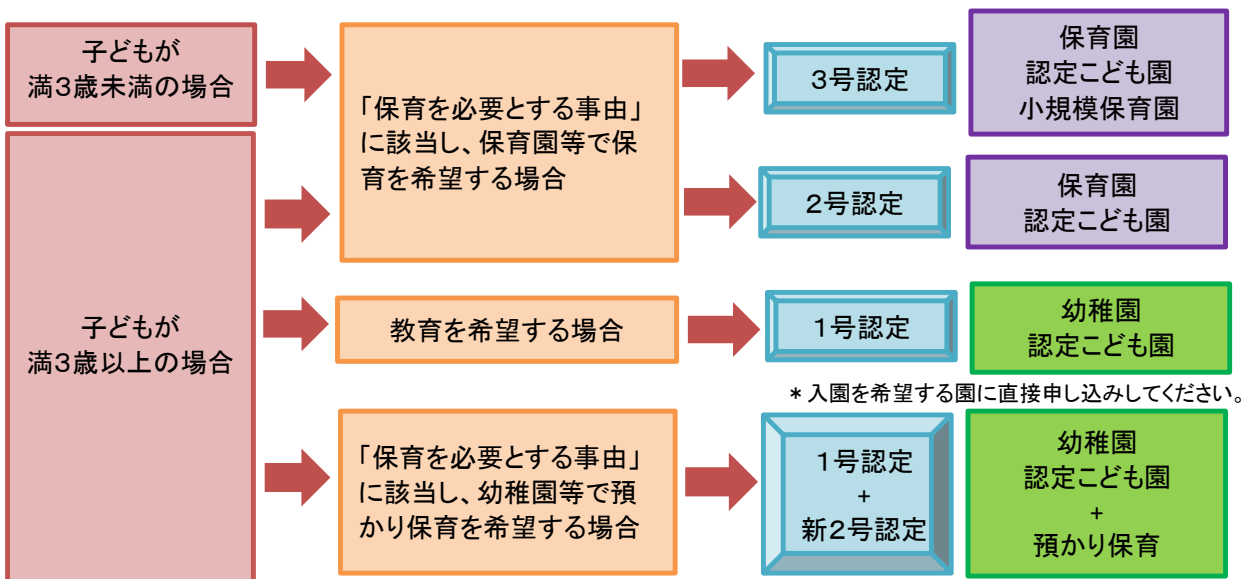 子どもが
満３歳未満の場合
「保育を必要とする事由」
に該当し、保育園等で保
育を希望する場合
３号認定
保育園
認定こども園
小規模保育園
２号認定
保育園
認定こども園
子どもが
満３歳以上の場合
教育を希望する場合
１号認定
幼稚園
認定こども園
＊入園を希望する園に直接申し込みしてください。
「保育を必要とする事由」
に該当し、幼稚園等で預
かり保育を希望する場合
１号認定
+
新２号認定
幼稚園
認定こども園
+
預かり保育